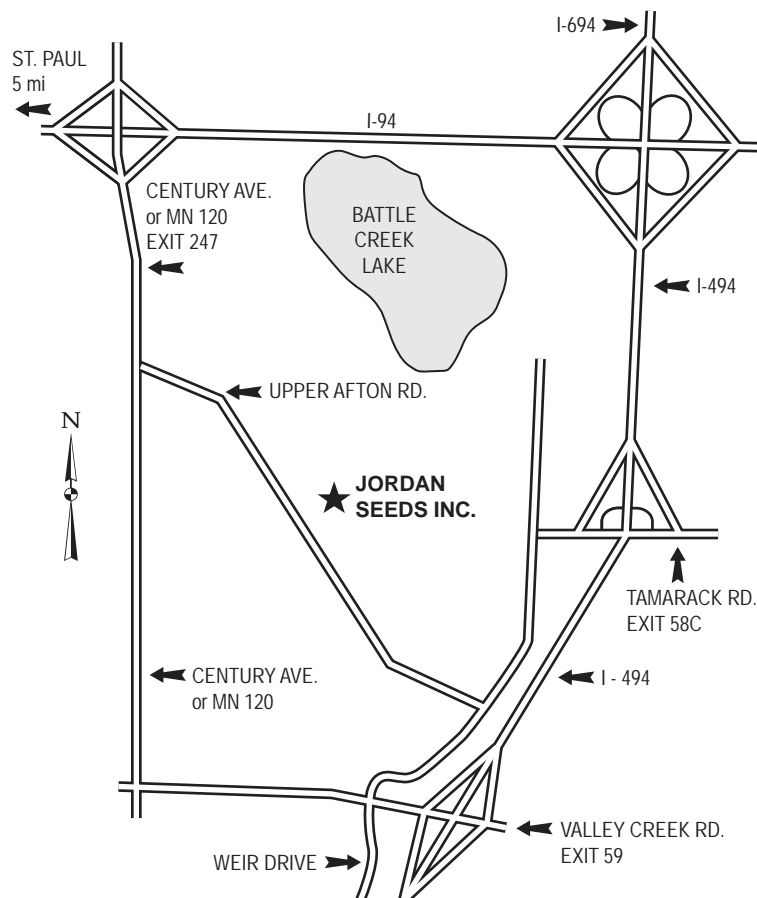 I-694
ST. PAUL
5 mi
I-94
CENTURY AVE.
or MN 120
EXIT 247
BATTLE
CREEK
LAKE
I-494
UPPER AFTON RD.
N
JORDAN
SEEDS INC.
TAMARACK RD.
EXIT 58C
CENTURY AVE.
or MN 120
I - 494
VALLEY CREEK RD.
EXIT 59
WEIR DRIVE